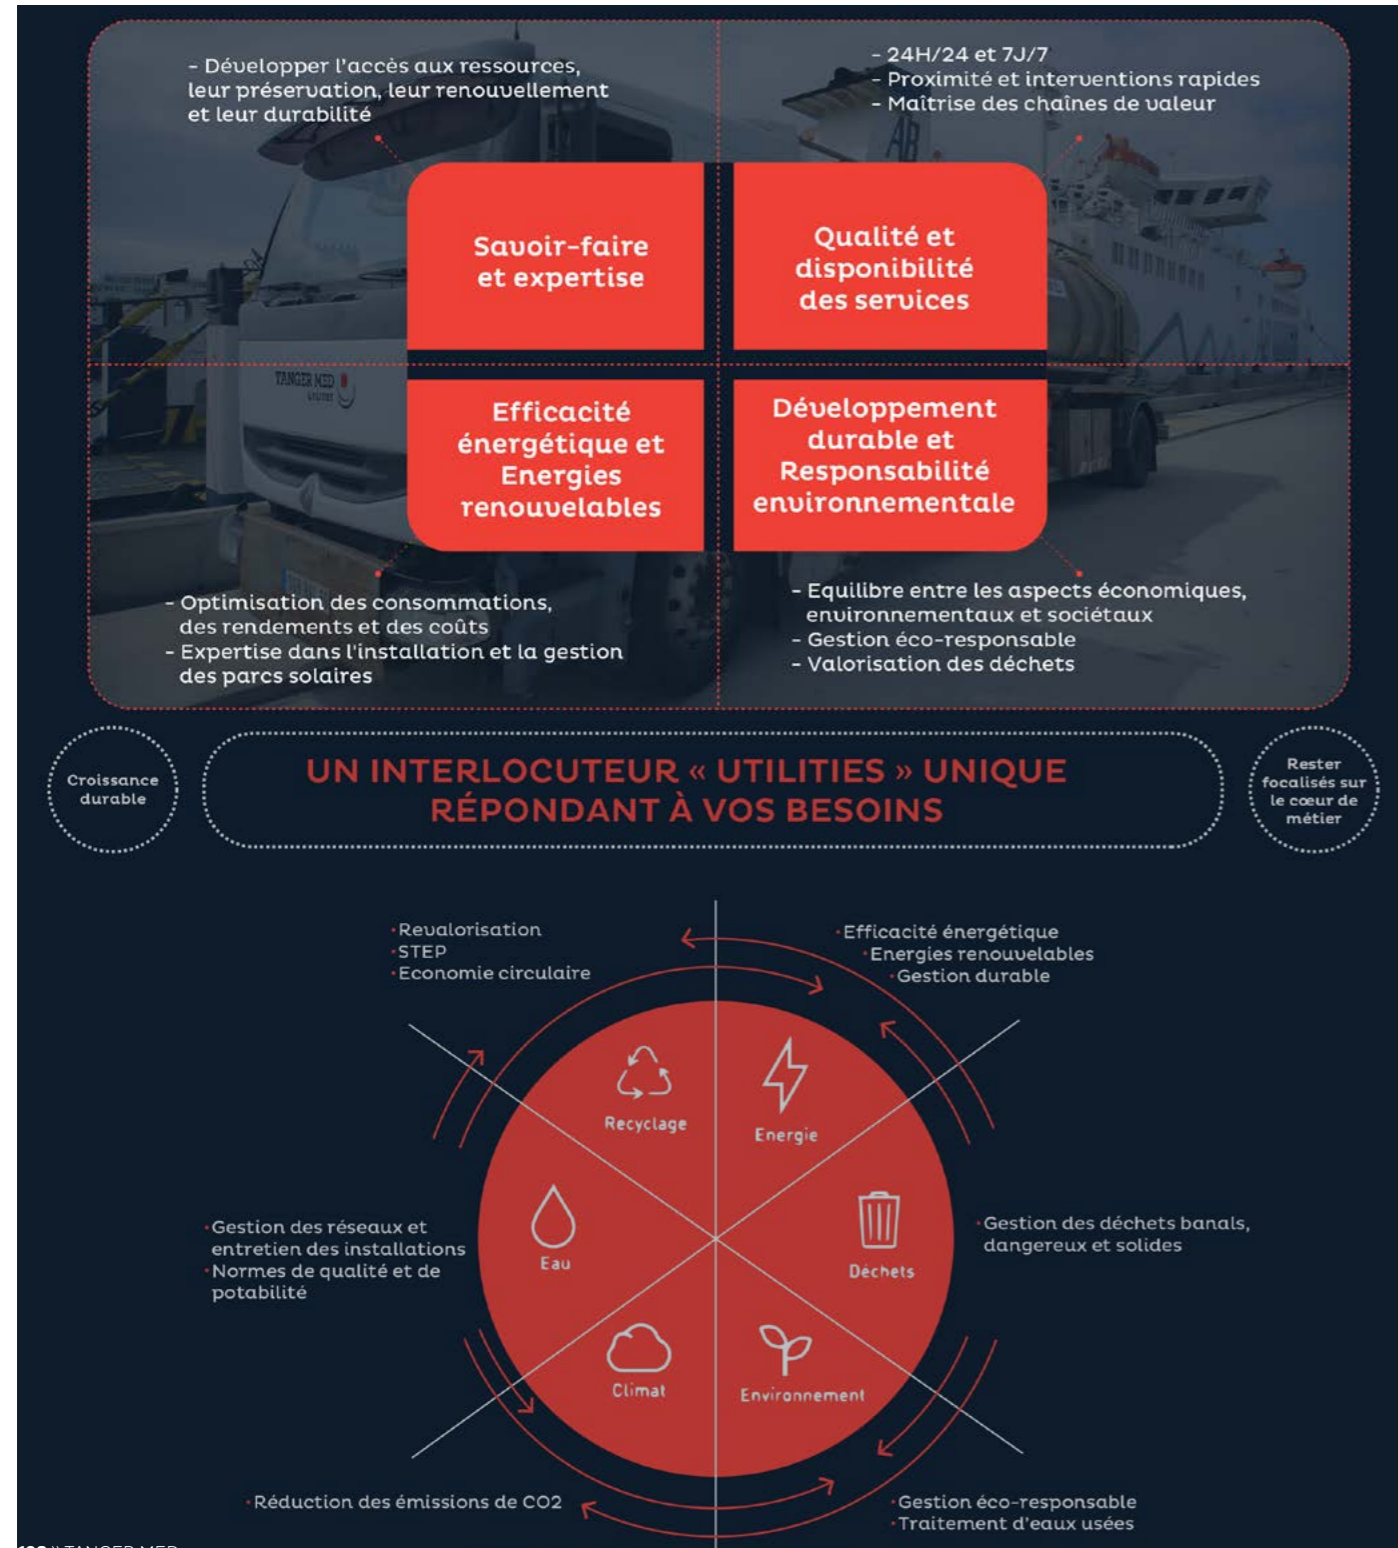 - Développer l'accès aux ressources,
leur préservation, leur renouvellement
et leur durabilité
- 24H/24 et 7J/7
- Proximité et interventions rapides
- Maîtrise des chaînes de valeur
AB
Savoir-faire
et expertise
Qualité et
disponibilité
des services
TANGER MED
UTILITIES
Efficacité
énergétique et
Energies
renouvelables
Développement
durable et
Responsabilité
environnementale
- Optimisation des consommations,
des rendements et des coûts
- Expertise dans l'installation et la gestion
des parcs solaires
- Equilibre entre les aspects économiques,
environnementaux et sociétaux
- Gestion éco-responsable
- Valorisation des déchets
Croissance
durable
UN INTERLOCUTEUR « UTILITIES » UNIQUE
RÉPONDANT À VOS BESOINS
Rester
focalisés sur
le cœur de
métier
·Revalorisation
·STEP
·Economie circulaire
·Efficacité énergétique
·Energies renouvelables
·Gestion durable
Recyclage
Energie
·Gestion des réseaux et
entretien des installations
·Normes de qualité et de
potabilité
Eau
Déchets
·Gestion des déchets banals,
dangereux et solides
Climat
Environnement
·Réduction des émissions de CO2
·Gestion éco-responsable
·Traitement d'eaux usées
TANGER MED